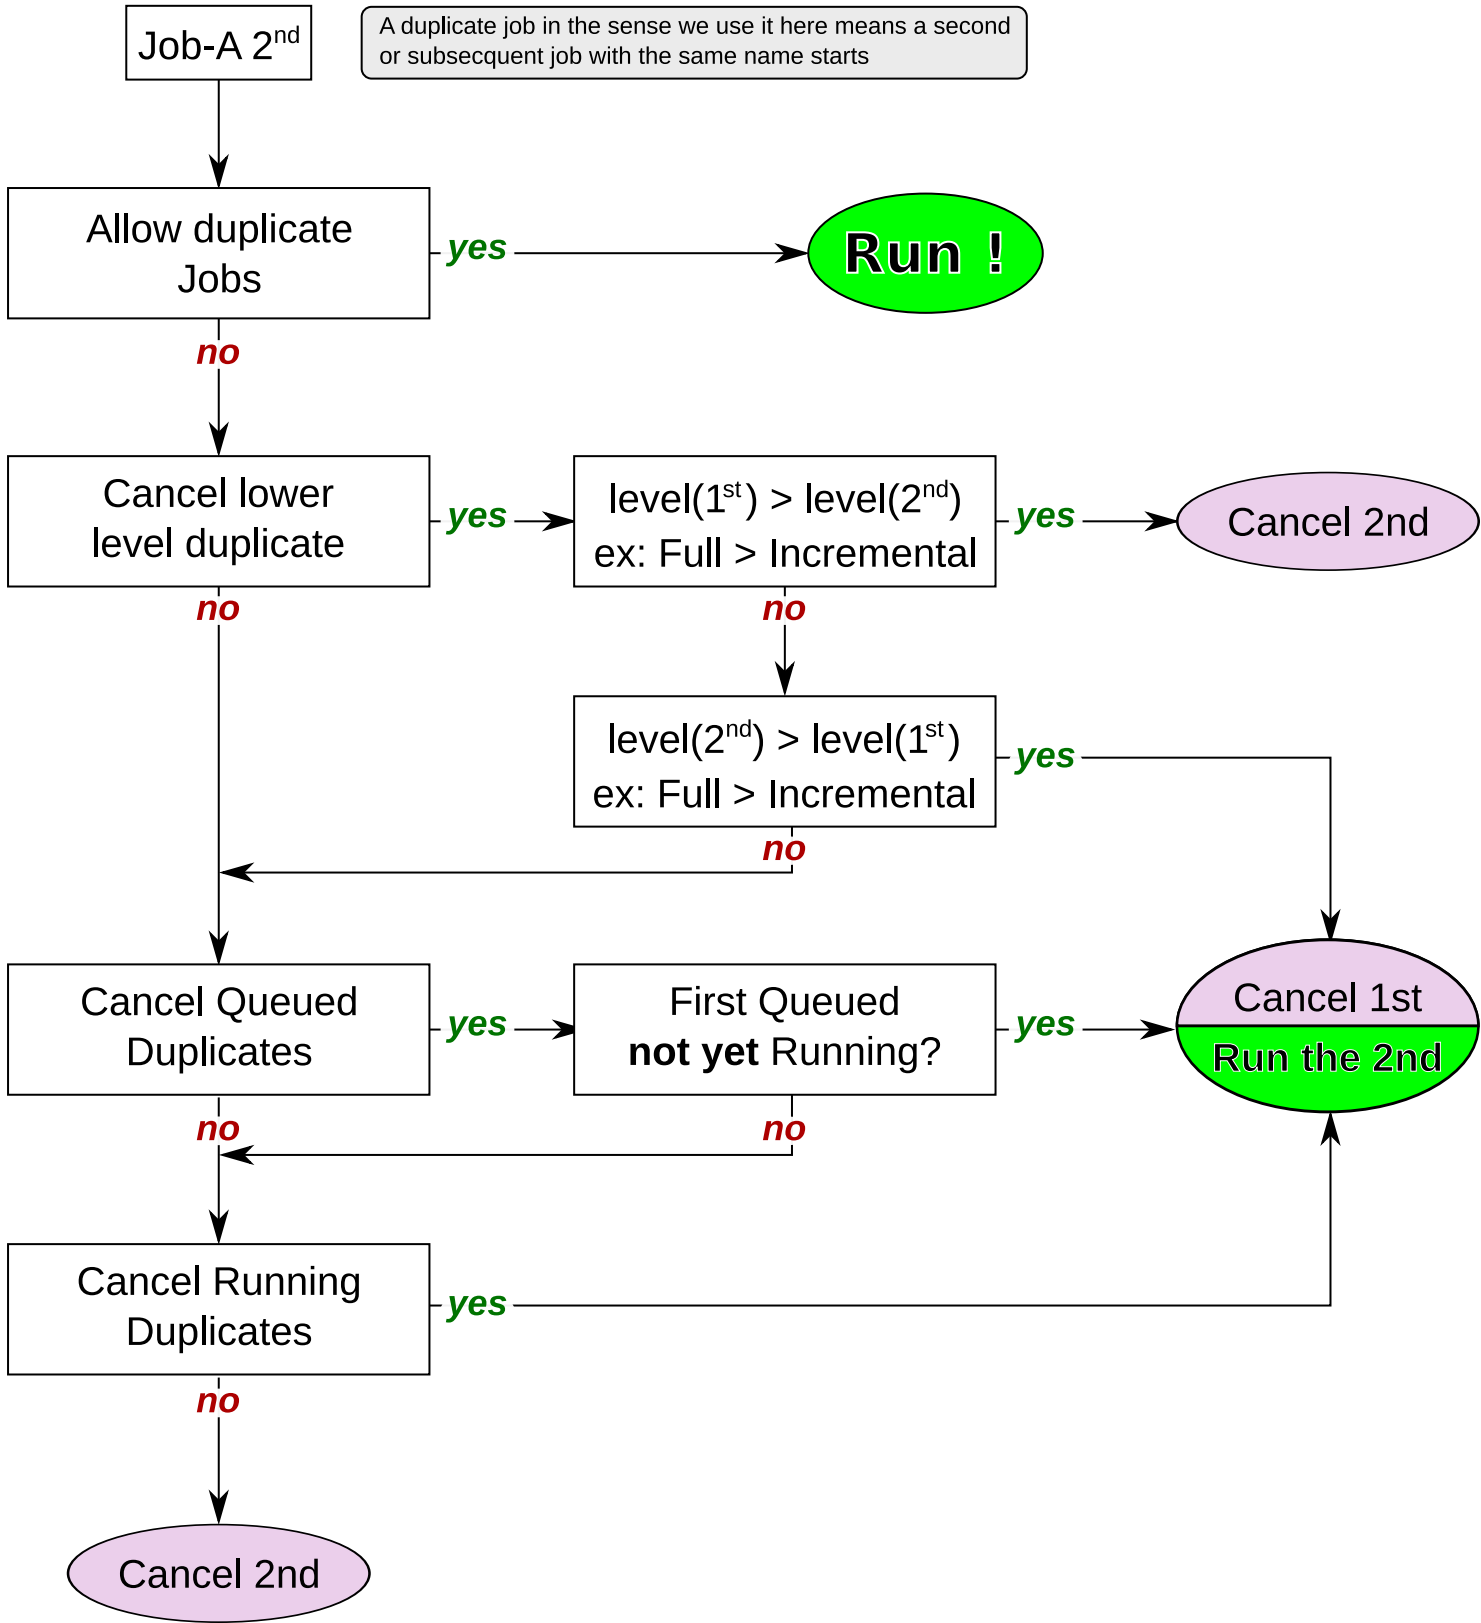 Job-A 2nd
A duplicate job in the sense we use it here means a second
or subsecquent job with the same name starts
Allow duplicate
Jobs
yes
Run !
no
Cancel lower
level duplicate
yes
level(1st) > level(2nd)
ex: Full > Incremental
yes
Cancel 2nd
no
no
level(2nd) > level(1st)
ex: Full > Incremental
yes
no
Cancel Queued
Duplicates
yes
First Queued
not yet Running?
yes
Cancel 1st
Run the 2nd
no
no
Cancel Running
Duplicates
yes
no
Cancel 2nd